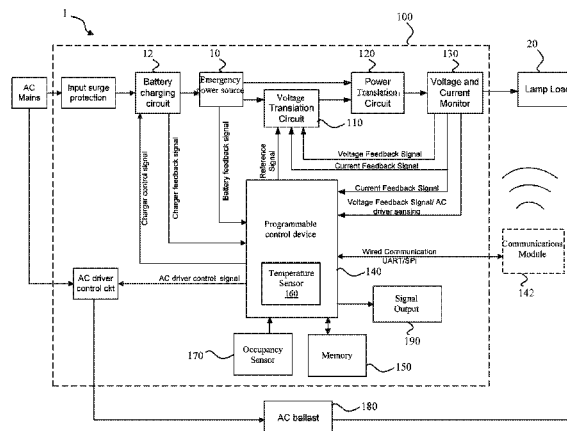 1
100
12
10
120
130
20
AC
Mains
Input surge
protection
Battery
charging
circuit
Emergency
power source
Voltage
Translation
Circuit
110
Power
Translation
Circuit
Voltage and
Current
Monitor
Lamp Load
Charger control signal
Charger feedback signal
Battery feedback signal
Reference
Signal
Voltage Feedback Signal
Current Feedback Signal
Current Feedback Signal
Voltage Feedback Signal/ AC
driver sensing
Programmable
control device
Wired Communication
UART/SPI
Communications
Module
142
140
Temperature
Sensor
160
AC driver
control ckt
AC driver control signal
Signal
Output
190
170
Occupancy
Sensor
Memory
150
AC ballast
180